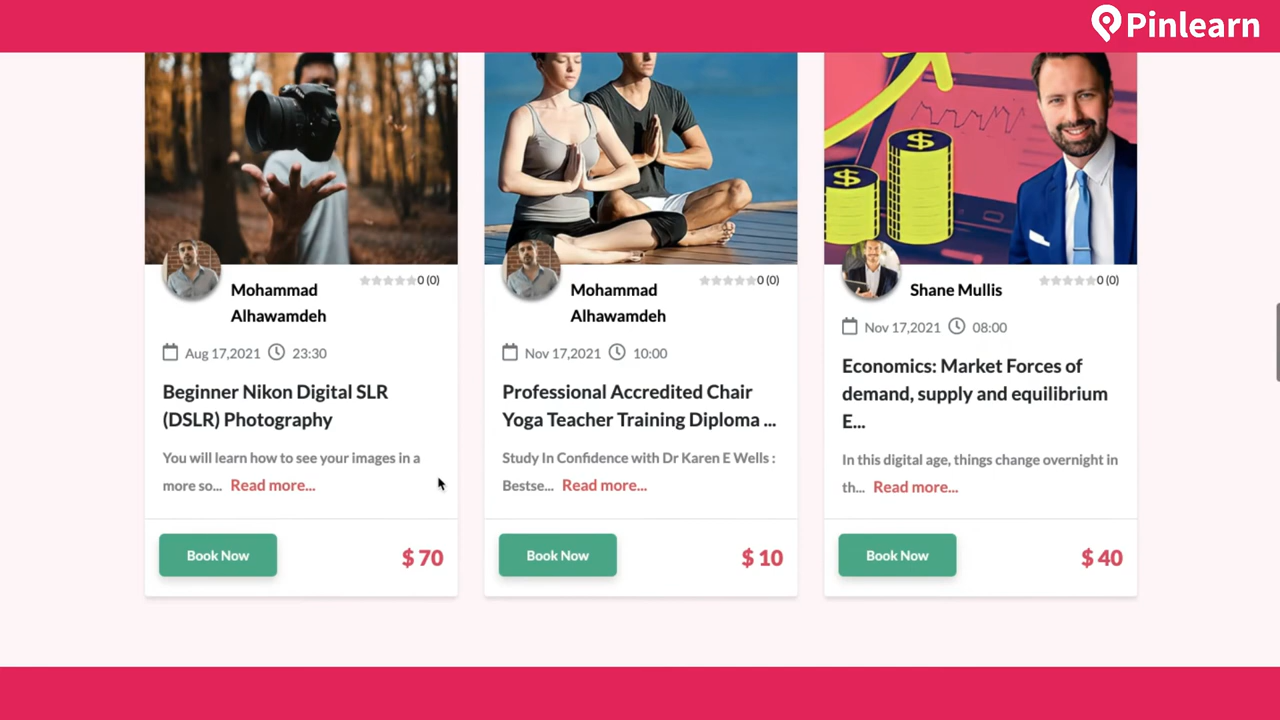 Pinlearn
$
$
Mohammad
Alhawamdeh
0 (0)
Aug 17,2021 23:30
Beginner Nikon Digital SLR
(DSLR) Photography
You will learn how to see your images in a
more so... Read more...
Book Now $ 70
Mohammad
Alhawamdeh
0 (0)
Nov 17,2021 10:00
Professional Accredited Chair
Yoga Teacher Training Diploma ...
Study In Confidence with Dr Karen E Wells :
Bestse... Read more...
Book Now $ 10
Shane Mullis
0 (0)
Nov 17,2021 08:00
Economics: Market Forces of
demand, supply and equilibrium
E...
In this digital age, things change overnight in
th... Read more...
Book Now $ 40